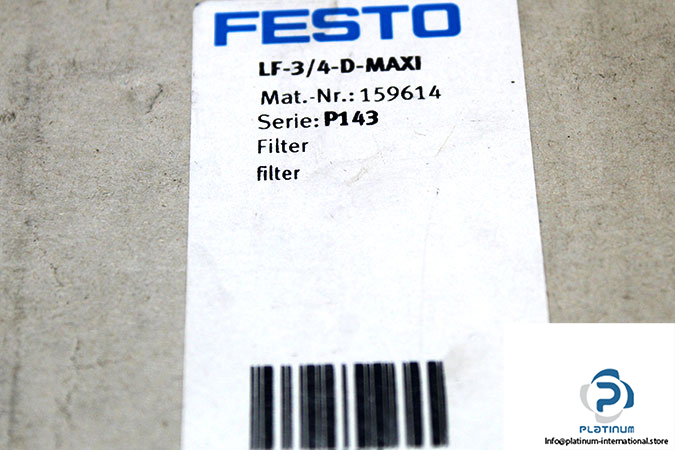 FESTO
LF-3/4-D-MAXI
Mat.-Nr.: 159614
Serie: P143
Filter
filter
PLATINUM
Info@platinum-international.store